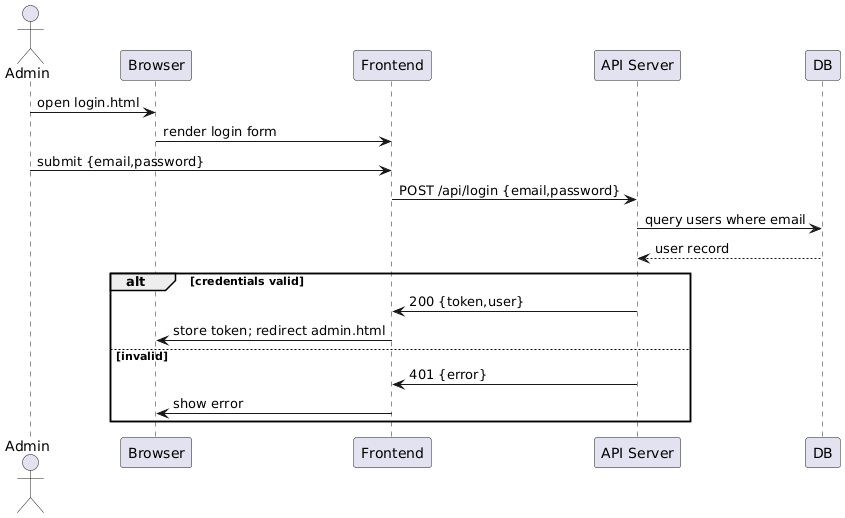 Admin
Browser
Frontend
API Server
DB
open login.html
render login form
submit {email,password}
POST /api/login {email,password}
query users where email
user record
alt
[credentials valid]
200 {token,user}
store token; redirect admin.html
[invalid]
401 {error}
show error
Admin
Browser
Frontend
API Server
DB